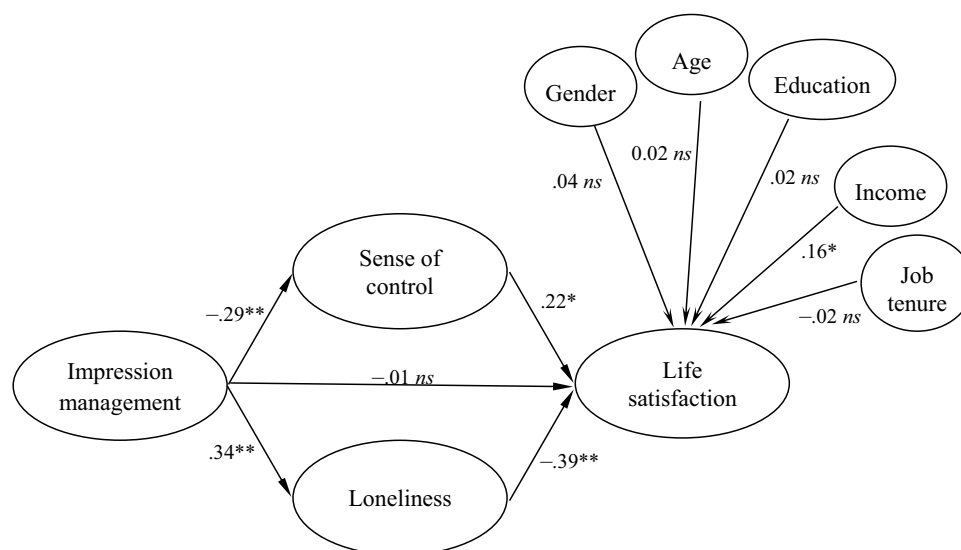 Age
Gender
Education
0.02 ns
.04 ns
.02 ns
Income
Sense of
control
.16*
Job
tenure
−.29**
.22*
−.02 ns
Impression
management
−.01 ns
Life
satisfaction
.34**
−.39**
Loneliness